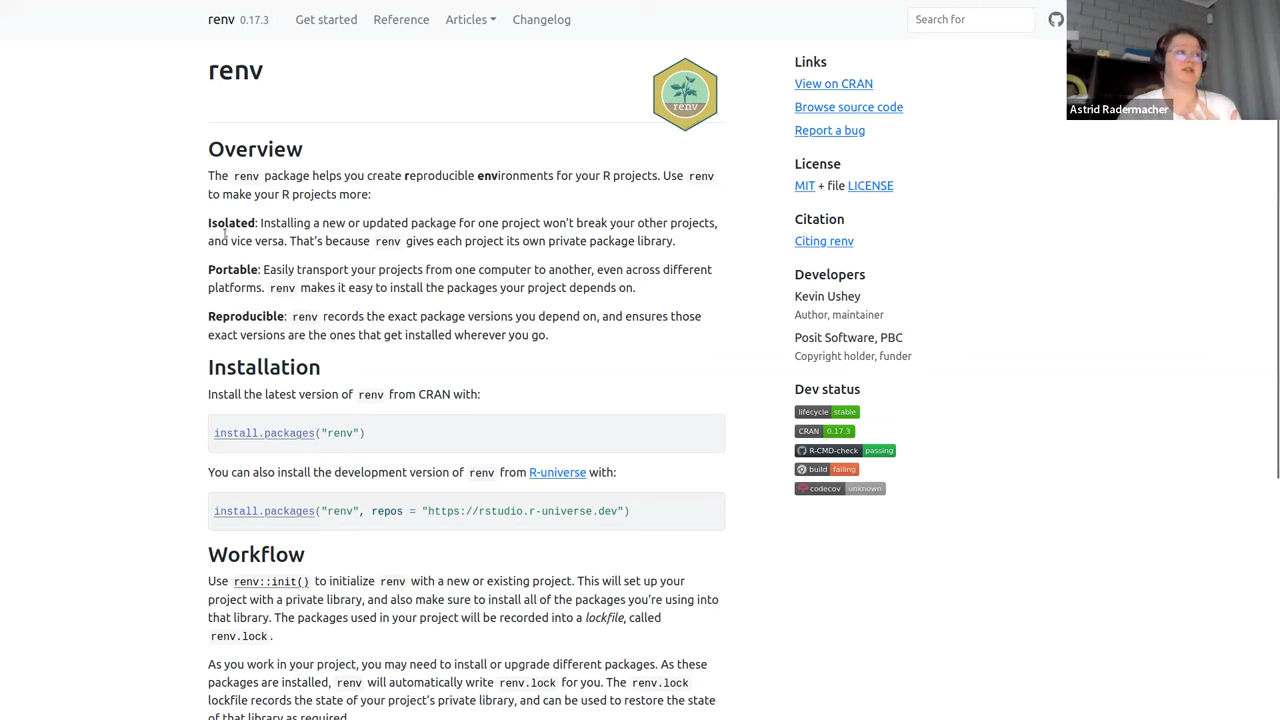 renv 0.17.3 Get started Reference Articles Changelog Search for
renv
renv
Overview
The renv package helps you create reproducible environments for your R projects. Use renv
to make your R projects more:
Isolated: Installing a new or updated package for one project won’t break your other projects,
and vice versa. That’s because renv gives each project its own private package library.
Portable: Easily transport your projects from one computer to another, even across different
platforms. renv makes it easy to install the packages your project depends on.
Reproducible: renv records the exact package versions you depend on, and ensures those
exact versions are the ones that get installed wherever you go.
Installation
Install the latest version of renv from CRAN with:
install.packages("renv")
You can also install the development version of renv from R-universe with:
install.packages("renv", repos = "https://rstudio.r-universe.dev")
Workflow
Use renv::init() to initialize renv with a new or existing project. This will set up your
project with a private library, and also make sure to install all of the packages you’re using into
that library. The packages used in your project will be recorded into a lockfile, called
renv.lock.
As you work in your project, you may need to install or upgrade different packages. As these
packages are installed, renv will automatically write renv.lock for you. The renv.lock
lockfile records the state of your project’s private library, and can be used to restore the state
of that library as required.
Links
View on CRAN
Browse source code
Report a bug
License
MIT + file LICENSE
Citation
Citing renv
Developers
Kevin Ushey
Author, maintainer
Posit Software, PBC
Copyright holder, funder
Dev status
lifecycle stable
CRAN 0.17.3
R-CMD-check passing
build failing
codecov unknown
Astrid Radermacher